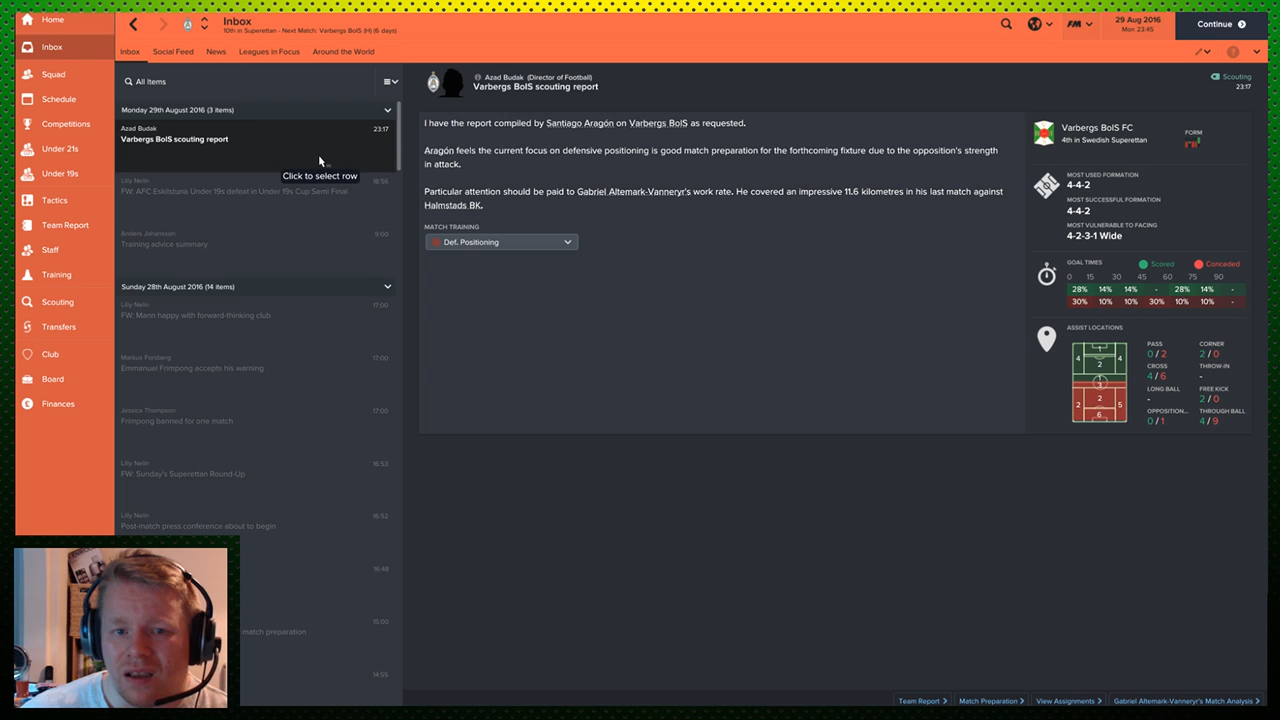 Home
Inbox
Squad
Schedule
Competitions
Under 21s
Under 19s
Tactics
Team Report
Staff
Training
Scouting
Transfers
Club
Board
Finances
Inbox
10th in Superettan - Next Match: Varbergs BoIS (H) (6 days)
FM
29 Aug 2016
Mon 23:45
Continue
Inbox Social Feed News Leagues in Focus Around the World
All Items
Monday 29th August 2016 (3 items)
Azad Budak 23:17
Varbergs BoIS scouting report
Click to select row
Lilly Nelin 18:56
FW: AFC Eskilstuna Under 19s defeat in Under 19s Cup Semi Final
Anders Johansson 9:00
Training advice summary
Sunday 28th August 2016 (14 items)
Lilly Nelin 17:00
FW: Mann happy with forward-thinking club
Markus Forsberg 17:00
Emmanuel Frimpong accepts his warning
Jessica Thompson 17:00
Frimpong banned for one match
Lilly Nelin 16:53
FW: Sunday's Superettan Round-Up
Lilly Nelin 16:52
Post-match press conference about to begin
16:48
15:00
match preparation
14:55
Azad Budak (Director of Football)
Varbergs BoIS scouting report
Scouting
23:17
I have the report compiled by Santiago Aragón on Varbergs BoIS as requested.
Aragón feels the current focus on defensive positioning is good match preparation for the forthcoming fixture due to the opposition's strength
in attack.
Particular attention should be paid to Gabriel Altemark-Vanneryr's work rate. He covered an impressive 11.6 kilometres in his last match against
Halmstads BK.
MATCH TRAINING
Def. Positioning
Varbergs BoIS FC
4th in Swedish Superettan
FORM
MOST USED FORMATION
4-4-2
MOST SUCCESSFUL FORMATION
4-4-2
MOST VULNERABLE TO FACING
4-2-3-1 Wide
GOAL TIMES Scored Conceded
0 15 30 45 60 75 90
28% 14% 14% - 28% 14% -
30% 10% 10% 30% 10% 10% -
ASSIST LOCATIONS
4 1 2 4
1 3
2 2 6 5
PASS CORNER
0 / 2 2 / 0
CROSS THROW-IN
4 / 6 -
LONG BALL FREE KICK
- 2 / 0
OPPOSITION... THROUGH BALL
0 / 1 4 / 9
Team Report Match Preparation View Assignments Gabriel Altemark-Vanneryr's Match Analysis